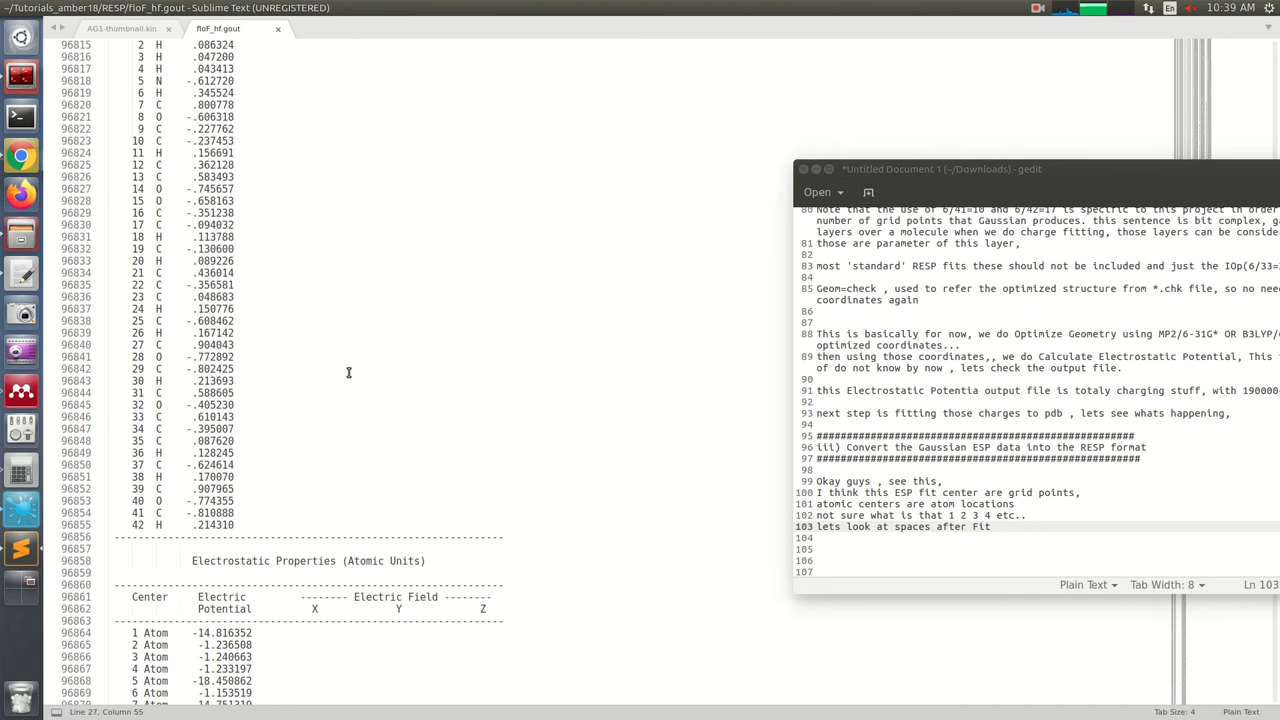 ~/Tutorials_amber18/RESP/floF_hf.gout - Sublime Text (UNREGISTERED)
En
10:39 AM
AG1-thumbnail.kin
floF_hf.gout
96815 2 H .086324
96816 3 H .047200
96817 4 H .043413
96818 5 N -.612720
96819 6 H .345524
96820 7 C .800778
96821 8 O -.606318
96822 9 C -.227762
96823 10 C -.237453
96824 11 H .156691
96825 12 C .362128
96826 13 C .583493
96827 14 O -.745657
96828 15 O -.658163
96829 16 C -.351238
96830 17 C -.094032
96831 18 H .113788
96832 19 C -.130600
96833 20 H .089226
96834 21 C .436014
96835 22 C -.356581
96836 23 C .048683
96837 24 H .150776
96838 25 C -.608462
96839 26 H .167142
96840 27 C .904043
96841 28 O -.772892
96842 29 C -.802425
96843 30 H .213693
96844 31 C .588605
96845 32 O -.405230
96846 33 C .610143
96847 34 C -.395007
96848 35 C .087620
96849 36 H .128245
96850 37 C -.624614
96851 38 H .170070
96852 39 C .907965
96853 40 O -.774355
96854 41 C -.810888
96855 42 H .214310
96856 -----------------------------------------------------------------
96857
96858 Electrostatic Properties (Atomic Units)
96859
96860 -----------------------------------------------------------------
96861 Center Electric -------- Electric Field --------
96862 Potential X Y Z
96863 -----------------------------------------------------------------
96864 1 Atom -14.816352
96865 2 Atom -1.236508
96866 3 Atom -1.240663
96867 4 Atom -1.233197
96868 5 Atom -18.450862
96869 6 Atom -1.153519
*Untitled Document 1 (~/Downloads) - gedit
Open
80 Note that the use of 6/41=10 and 6/42=17 is specific to this project in order
number of grid points that Gaussian produces. this sentence is bit complex, ga
layers over a molecule when we do charge fitting, those layers can be conside
81 those are parameter of this layer,
82
83 most 'standard' RESP fits these should not be included and just the IOp(6/33=
84
85 Geom=check , used to refer the optimized structure from *.chk file, so no nee
coordinates again
86
87
88 This is basically for now, we do Optimize Geometry using MP2/6-31G* OR B3LYP/
optimized coordinates...
89 then using those coordinates,, we do Calculate Electrostatic Potential, This
of do not know by now , lets check the output file.
90
91 this Electrostatic Potentia output file is totaly charging stuff, with 190000
92
93 next step is fitting those charges to pdb , lets see whats happening,
94
95 #####################################################
96 iii) Convert the Gaussian ESP data into the RESP format
97 ######################################################
98
99 Okay guys , see this,
100 I think this ESP fit center are grid points,
101 atomic centers are atom locations
102 not sure what is that 1 2 3 4 etc..
103 lets look at spaces after Fit
104
105
106
107
Plain Text
Tab Width: 8
Ln 103
Line 27, Column 55
Tab Size: 4
Plain Text